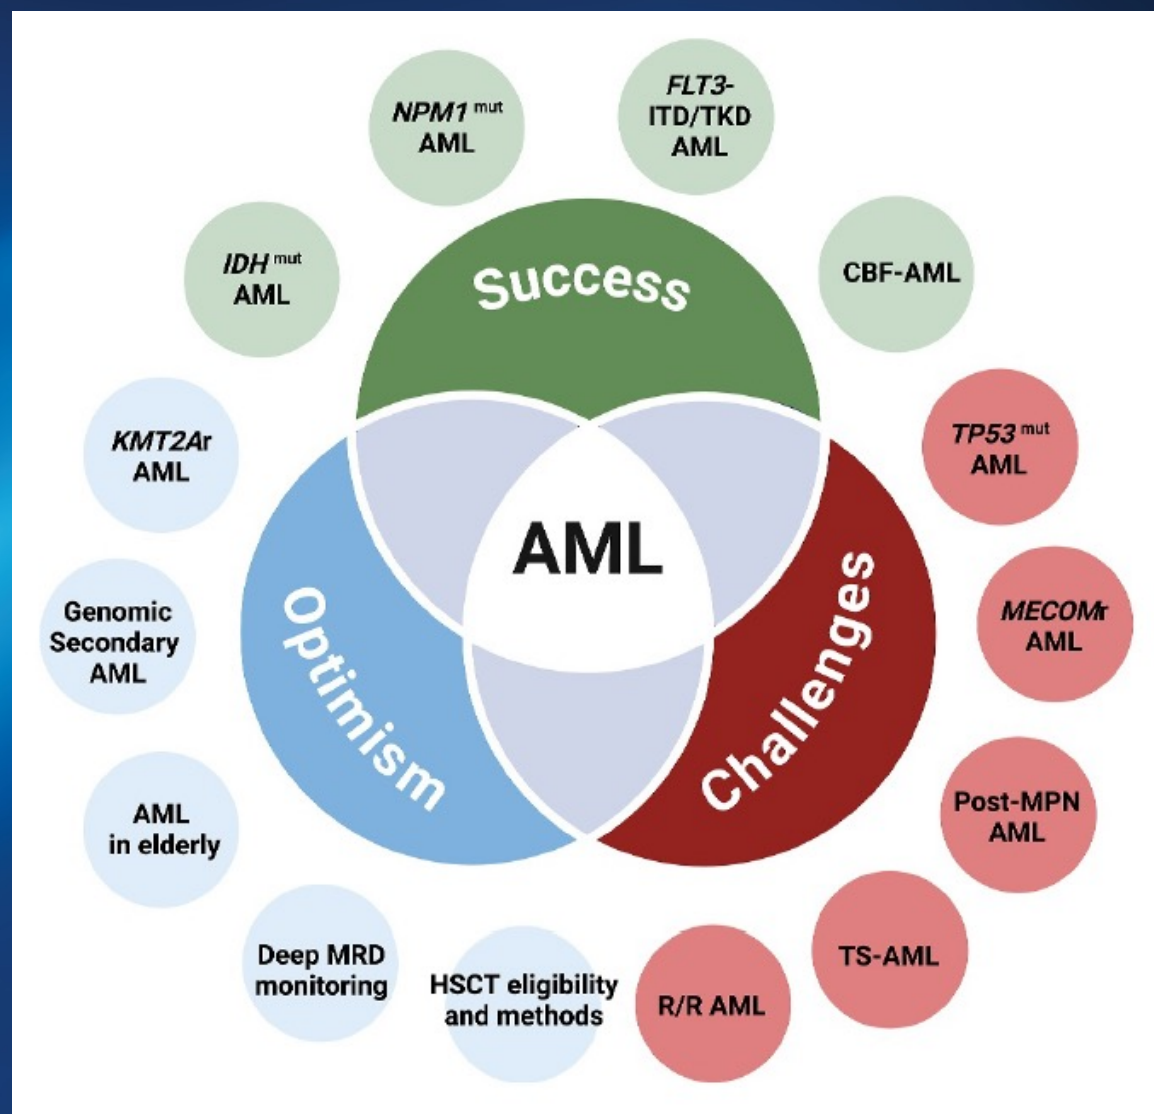 NPM1 mut
AML
FLT3-
ITD/TKD
AML
IDH mut
AML
CBF-AML
Success
KMT2Ar
AML
TP53 mut
AML
AML
Genomic
Secondary
AML
MECOMr
AML
Optimism
Challenges
AML
in elderly
Post-MPN
AML
Deep MRD
monitoring
HSCT eligibility
and methods
R/R AML
TS-AML